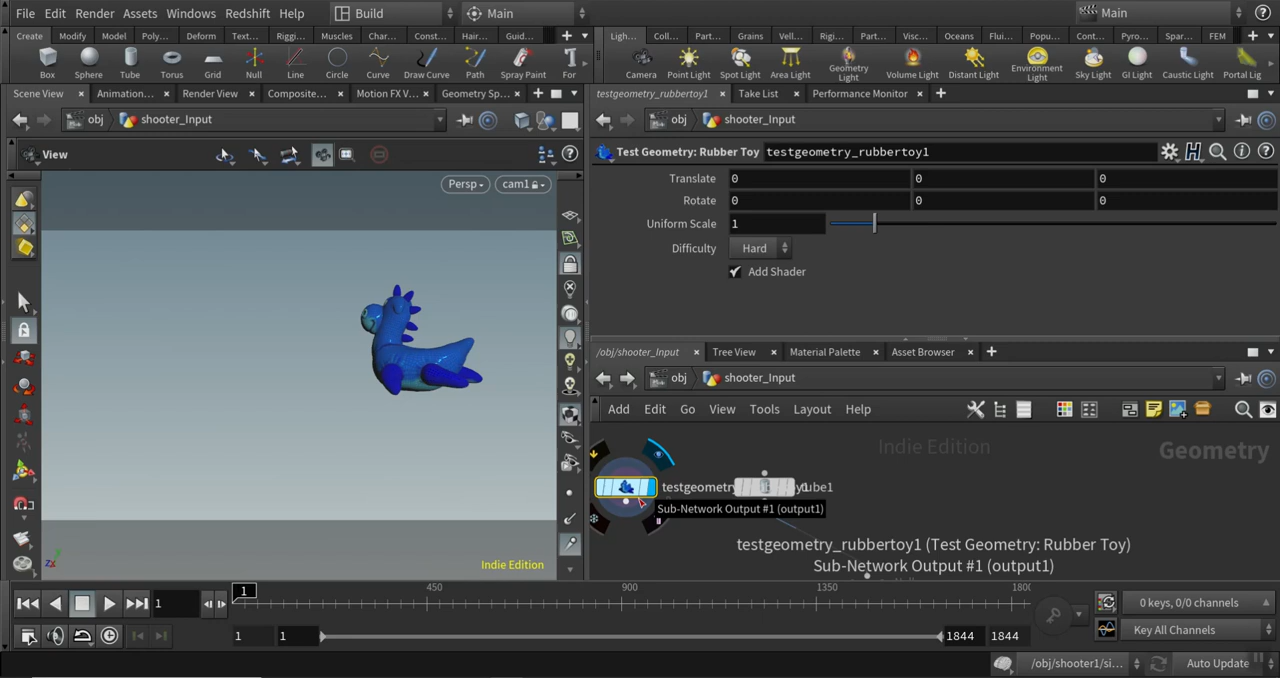 File Edit Render Assets Windows Redshift Help Build Main Main
Create Modify Model Poly... Deform Text... Riggi... Muscles Char... Const... Hair... Guid...
Ligh... Coll... Part... Grains Vell... Rigi... Part... Visc... Oceans Flui... Popu... Cont... Pyro... Spar... FEM
Box Sphere Tube Torus Grid Null Line Circle Curve Draw Curve Path Spray Paint For
Camera Point Light Spot Light Area Light Geometry Light Volume Light Distant Light Environment Light Sky Light GI Light Caustic Light Portal Lig
Scene View Animation... Render View Composite... Motion FX V... Geometry Sp...
testgeometry_rubbertoy1 Take List Performance Monitor
obj shooter_Input
obj shooter_Input
View
Test Geometry: Rubber Toy testgeometry_rubbertoy1
Persp cam1
Translate 0 0 0
Rotate 0 0 0
Uniform Scale 1
Difficulty Hard
Add Shader
/obj/shooter_Input Tree View Material Palette Asset Browser
obj shooter_Input
Add Edit Go View Tools Layout Help
Indie Edition Geometry
Sub-Network Output #1 (output1)
testgeometry_rubbertoy1 (Test Geometry: Rubber Toy)
Sub-Network Output #1 (output1)
Indie Edition
1 1 450 900 1350 1800
0 keys, 0/0 channels
1 1 1844 1844
Key All Channels
/obj/shooter1/si... Auto Update